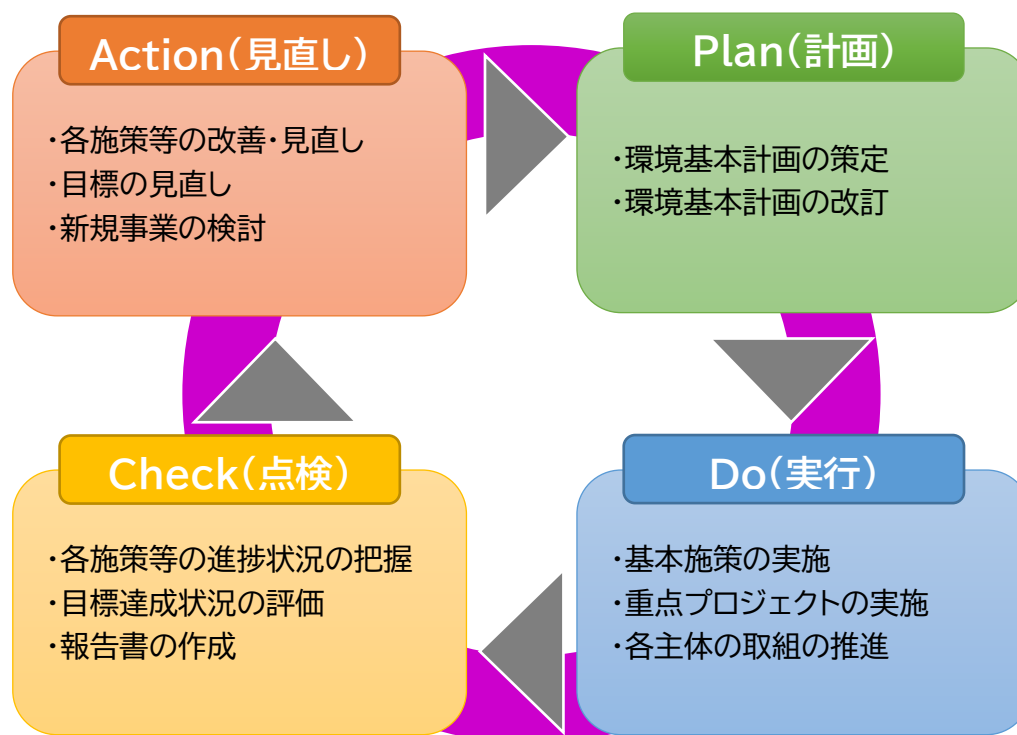 Action(見直し)
・各施策等の改善・見直し
・目標の見直し
・新規事業の検討
Plan(計画)
・環境基本計画の策定
・環境基本計画の改訂
Check(点検)
・各施策等の進捗状況の把握
・目標達成状況の評価
・報告書の作成
Do(実行)
・基本施策の実施
・重点プロジェクトの実施
・各主体の取組の推進